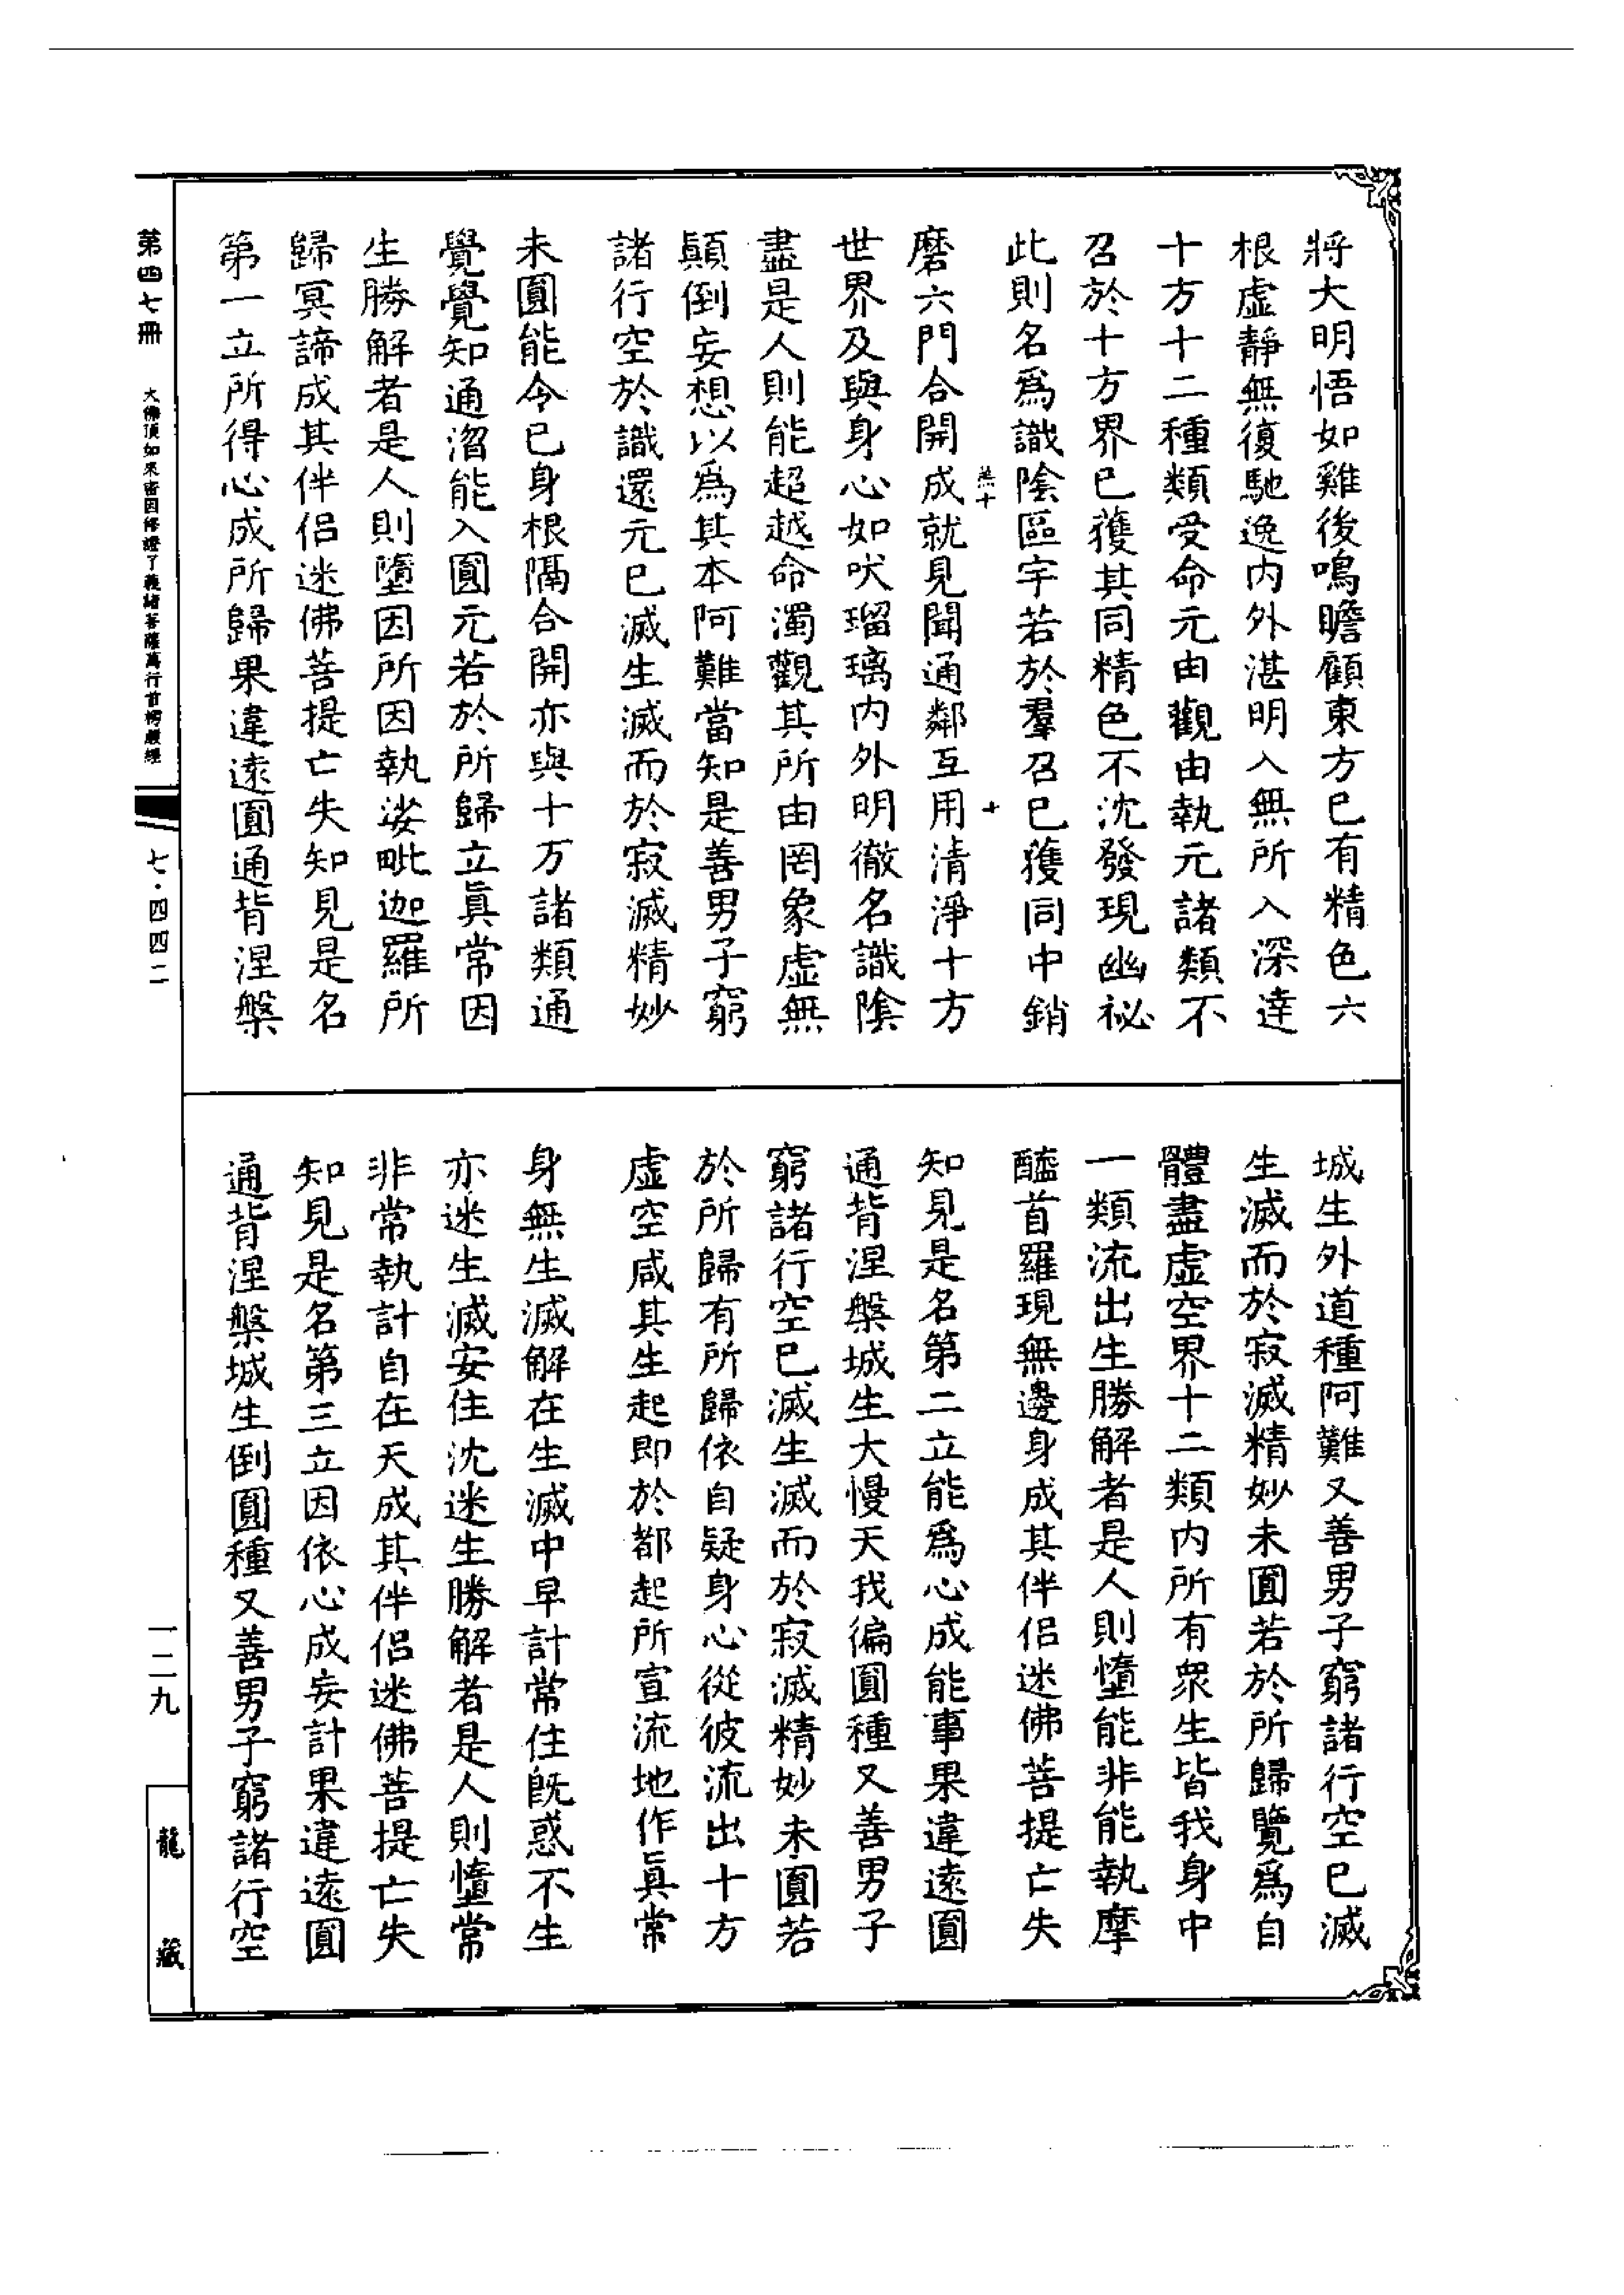 將大明悟如雞後鳴瞻顧東方已有精色六
根虛靜無復馳逸內外湛明入無所入深達
十方十二種類受命元由觀由執元諸類不
召於十方界已獲其同精色不沈發現幽祕
此則名爲識陰區宇若於羣召已獲同中銷
磨六門合開成就見聞通鄰互用清淨十方
世界及與身心如吠瑠璃內外明徹名識陰
盡是人則能超越命濁觀其所由罔象虛無
顛倒妄想以爲其本阿難當知是善男子窮
諸行空於識還元已滅生滅而於寂滅精妙
未圓能令已身根隔合開亦與十方諸類通
覺覺知通㳷能入圓元若於所歸立眞常因
生勝解者是人則墮因所因執娑毗迦羅所
歸冥諦成其伴侶迷佛菩提亡失知見是名
第一立所得心成所歸果違遠圓通背涅槃
第四七冊 大佛頂如來密因修證了義諸菩薩萬行首楞嚴經
七·四四二
城生外道種阿難又善男子窮諸行空已滅
生滅而於寂滅精妙未圓若於所歸覽爲自
體盡虛空界十二類內所有眾生皆我身中
一類流出生勝解者是人則墮能非能執摩
醯首羅現無邊身成其伴侶迷佛菩提亡失
知見是名第二立能爲心成能事果違遠圓
通背涅槃城生大慢天我徧圓種又善男子
窮諸行空已滅生滅而於寂滅精妙未圓若
於所歸有所歸依自疑身心從彼流出十方
虛空咸其生起即於都起所宣流地作眞常
身無生滅解在生滅中早計常住旣惑不生
亦迷生滅安住沈迷生勝解者是人則墮常
非常執計自在天成其伴侶迷佛菩提亡失
知見是名第三立因依心成妄計果違遠圓
通背涅槃城生倒圓種又善男子窮諸行空
一二九
龍藏